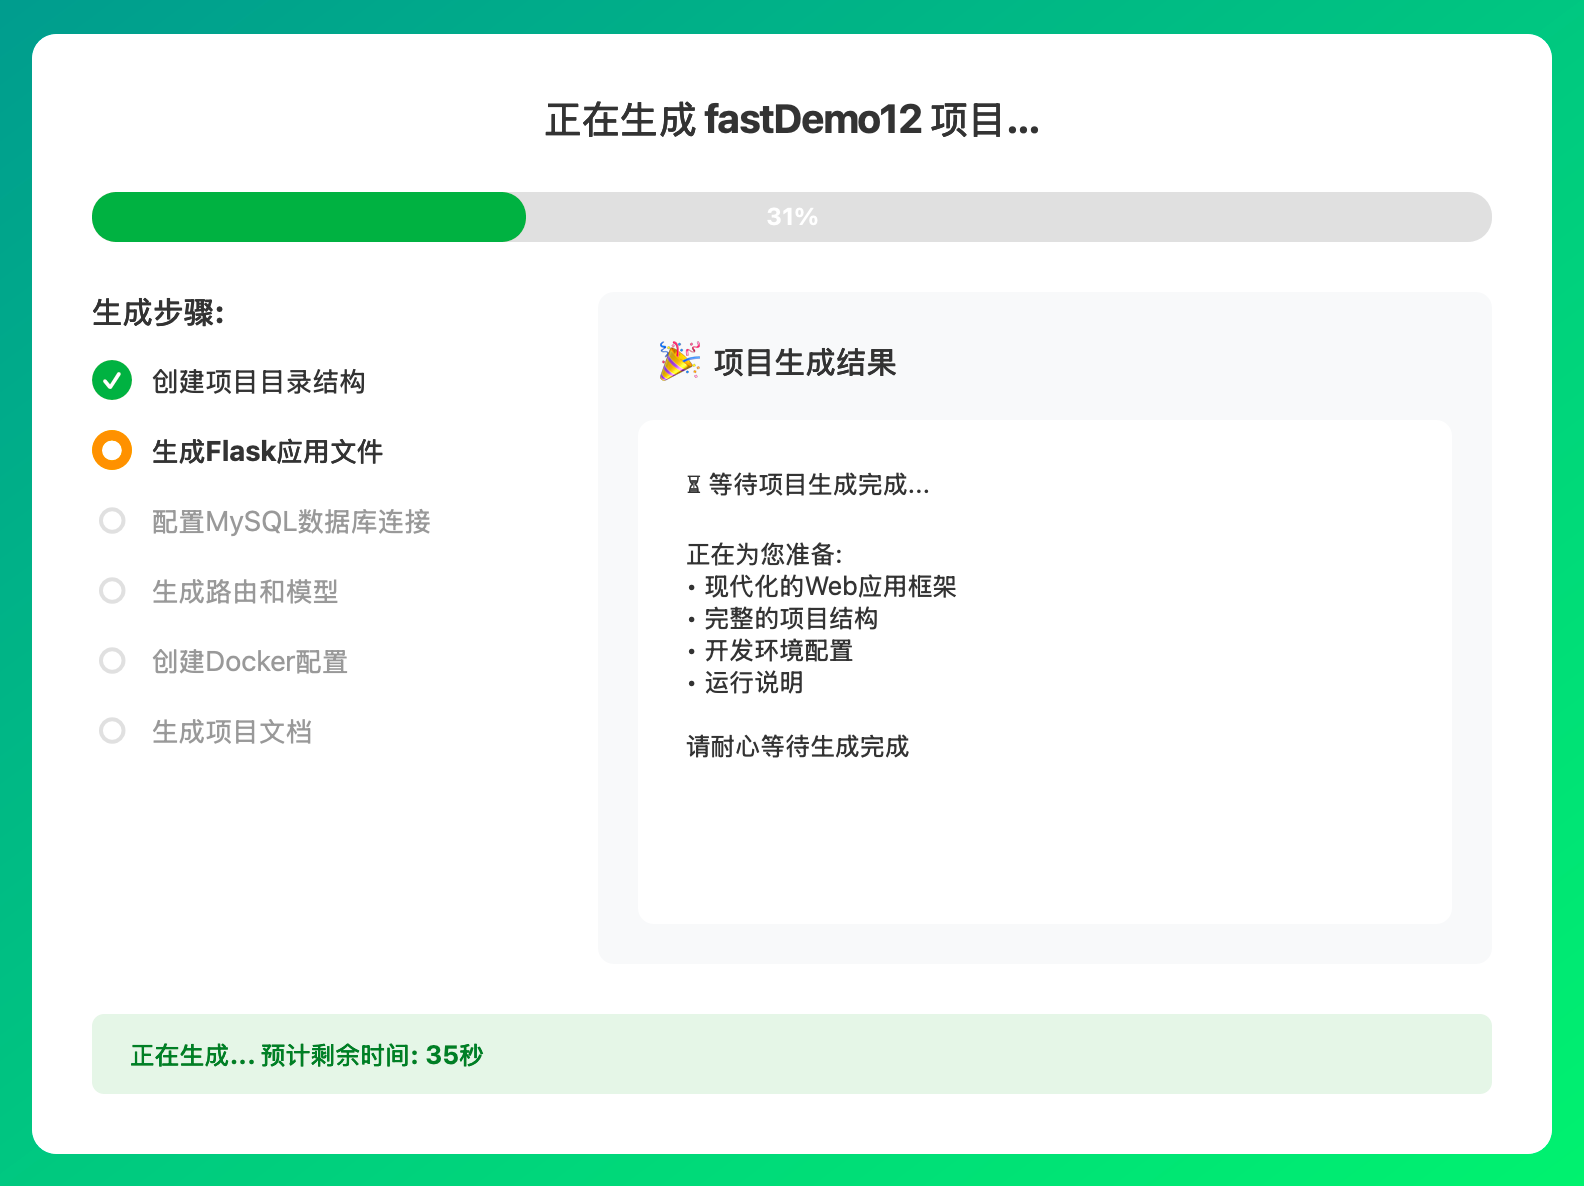 正在生成 fastDemo12 项目...
31%
生成步骤:
创建项目目录结构
生成Flask应用文件
配置MySQL数据库连接
生成路由和模型
创建Docker配置
生成项目文档
🎉 项目生成结果
⏳ 等待项目生成完成...
正在为您准备:
• 现代化的Web应用框架
• 完整的项目结构
• 开发环境配置
• 运行说明
请耐心等待生成完成
正在生成... 预计剩余时间: 35秒